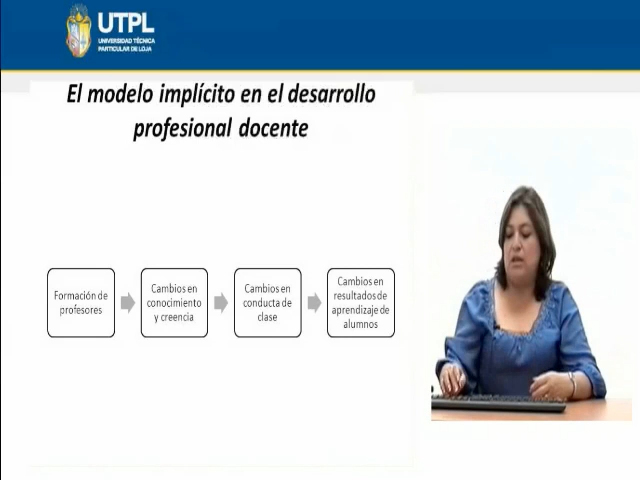 UTPL
UNIVERSIDAD TÉCNICA
PARTICULAR DE LOJA
El modelo implícito en el desarrollo
profesional docente
Formación de
profesores
Cambios en
conocimiento
y creencia
Cambios en
conducta de
clase
Cambios en
resultados de
aprendizaje de
alumnos